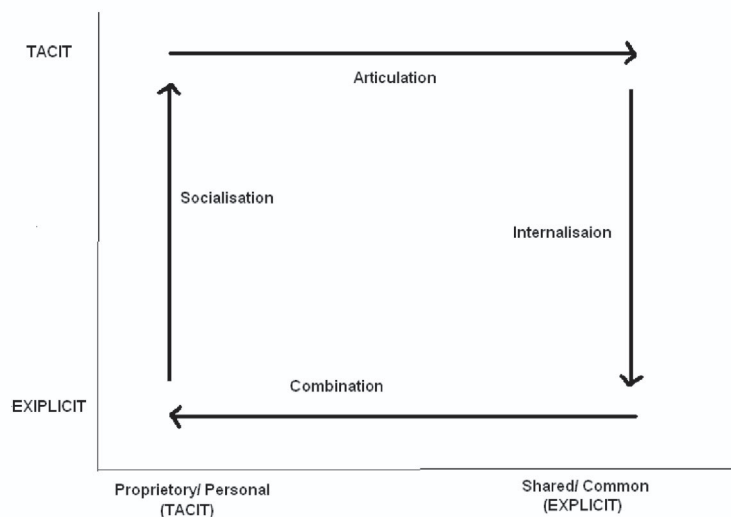 TACIT
Articulation
Socialisation
Internalisaion
Combination
EXIPLICIT
Proprietory/ Personal
(TACIT)
Shared/ Common
(EXPLICIT)